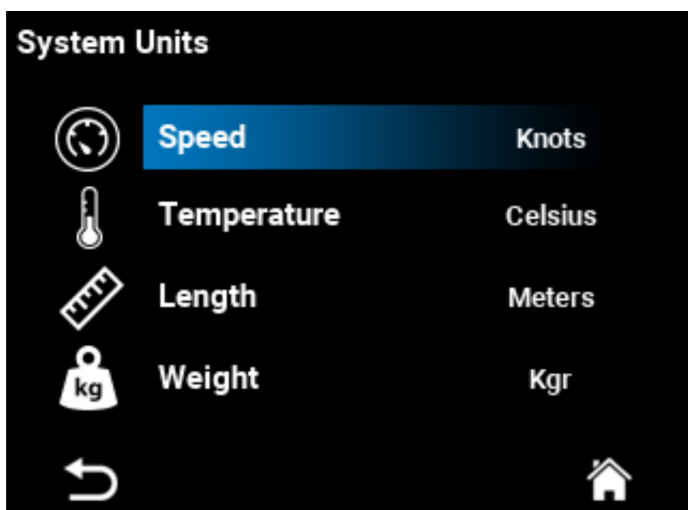 System Units
Speed Knots
Temperature Celsius
Length Meters
kg Weight Kgr